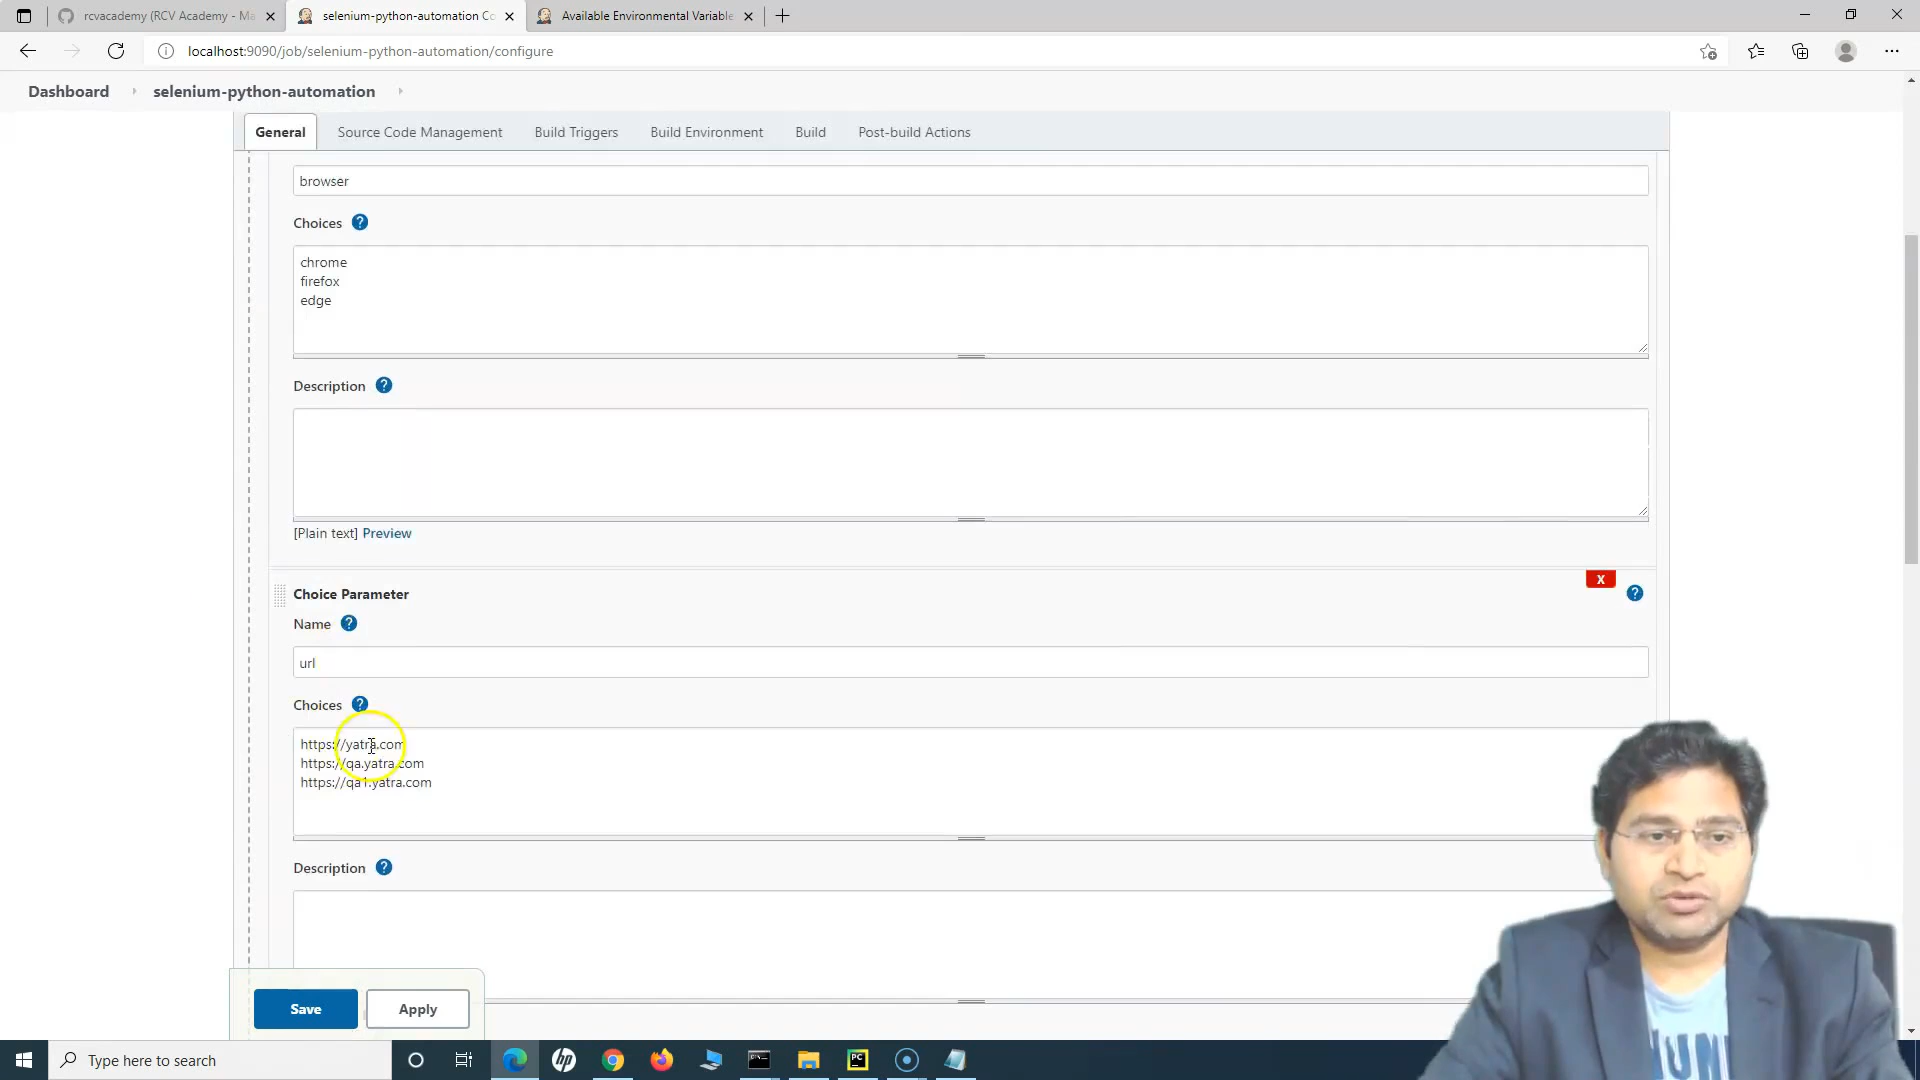 rcvacademy (RCV Academy - Ma
selenium-python-automation Co
Available Environmental Variable
localhost:9090/job/selenium-python-automation/configure
Dashboard
selenium-python-automation
General
Source Code Management
Build Triggers
Build Environment
Build
Post-build Actions
browser
Choices ?
chrome
firefox
edge
Description ?
[Plain text] Preview
X
Choice Parameter ?
Name ?
url
Choices ?
https://yatra.com
https://qa.yatra.com
https://qa1.yatra.com
Description ?
Save
Apply
Type here to search
hp
PC